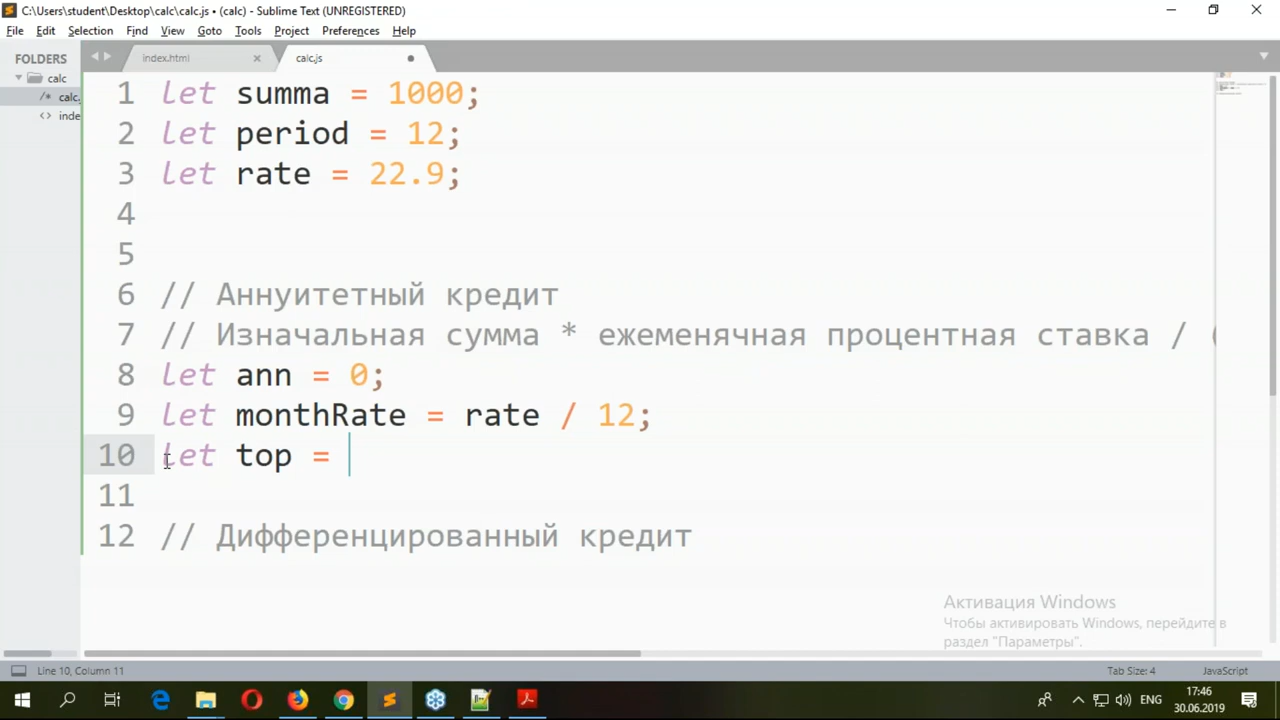 C:\Users\student\Desktop\calc\calc.js • (calc) - Sublime Text (UNREGISTERED)
File Edit Selection Find View Goto Tools Project Preferences Help
FOLDERS
calc
/* calc.
<> inde
index.html × calc.js
1 let summa = 1000;
2 let period = 12;
3 let rate = 22.9;
4
5
6 // Аннуитетный кредит
7 // Изначальная сумма * ежеменячная процентная ставка / (
8 let ann = 0;
9 let monthRate = rate / 12;
10 let top =
11
12 // Дифференцированный кредит
Активация Windows
Чтобы активировать Windows, перейдите в
раздел "Параметры".
Line 10, Column 11 Tab Size: 4 JavaScript
ENG 17:46
30.06.2019